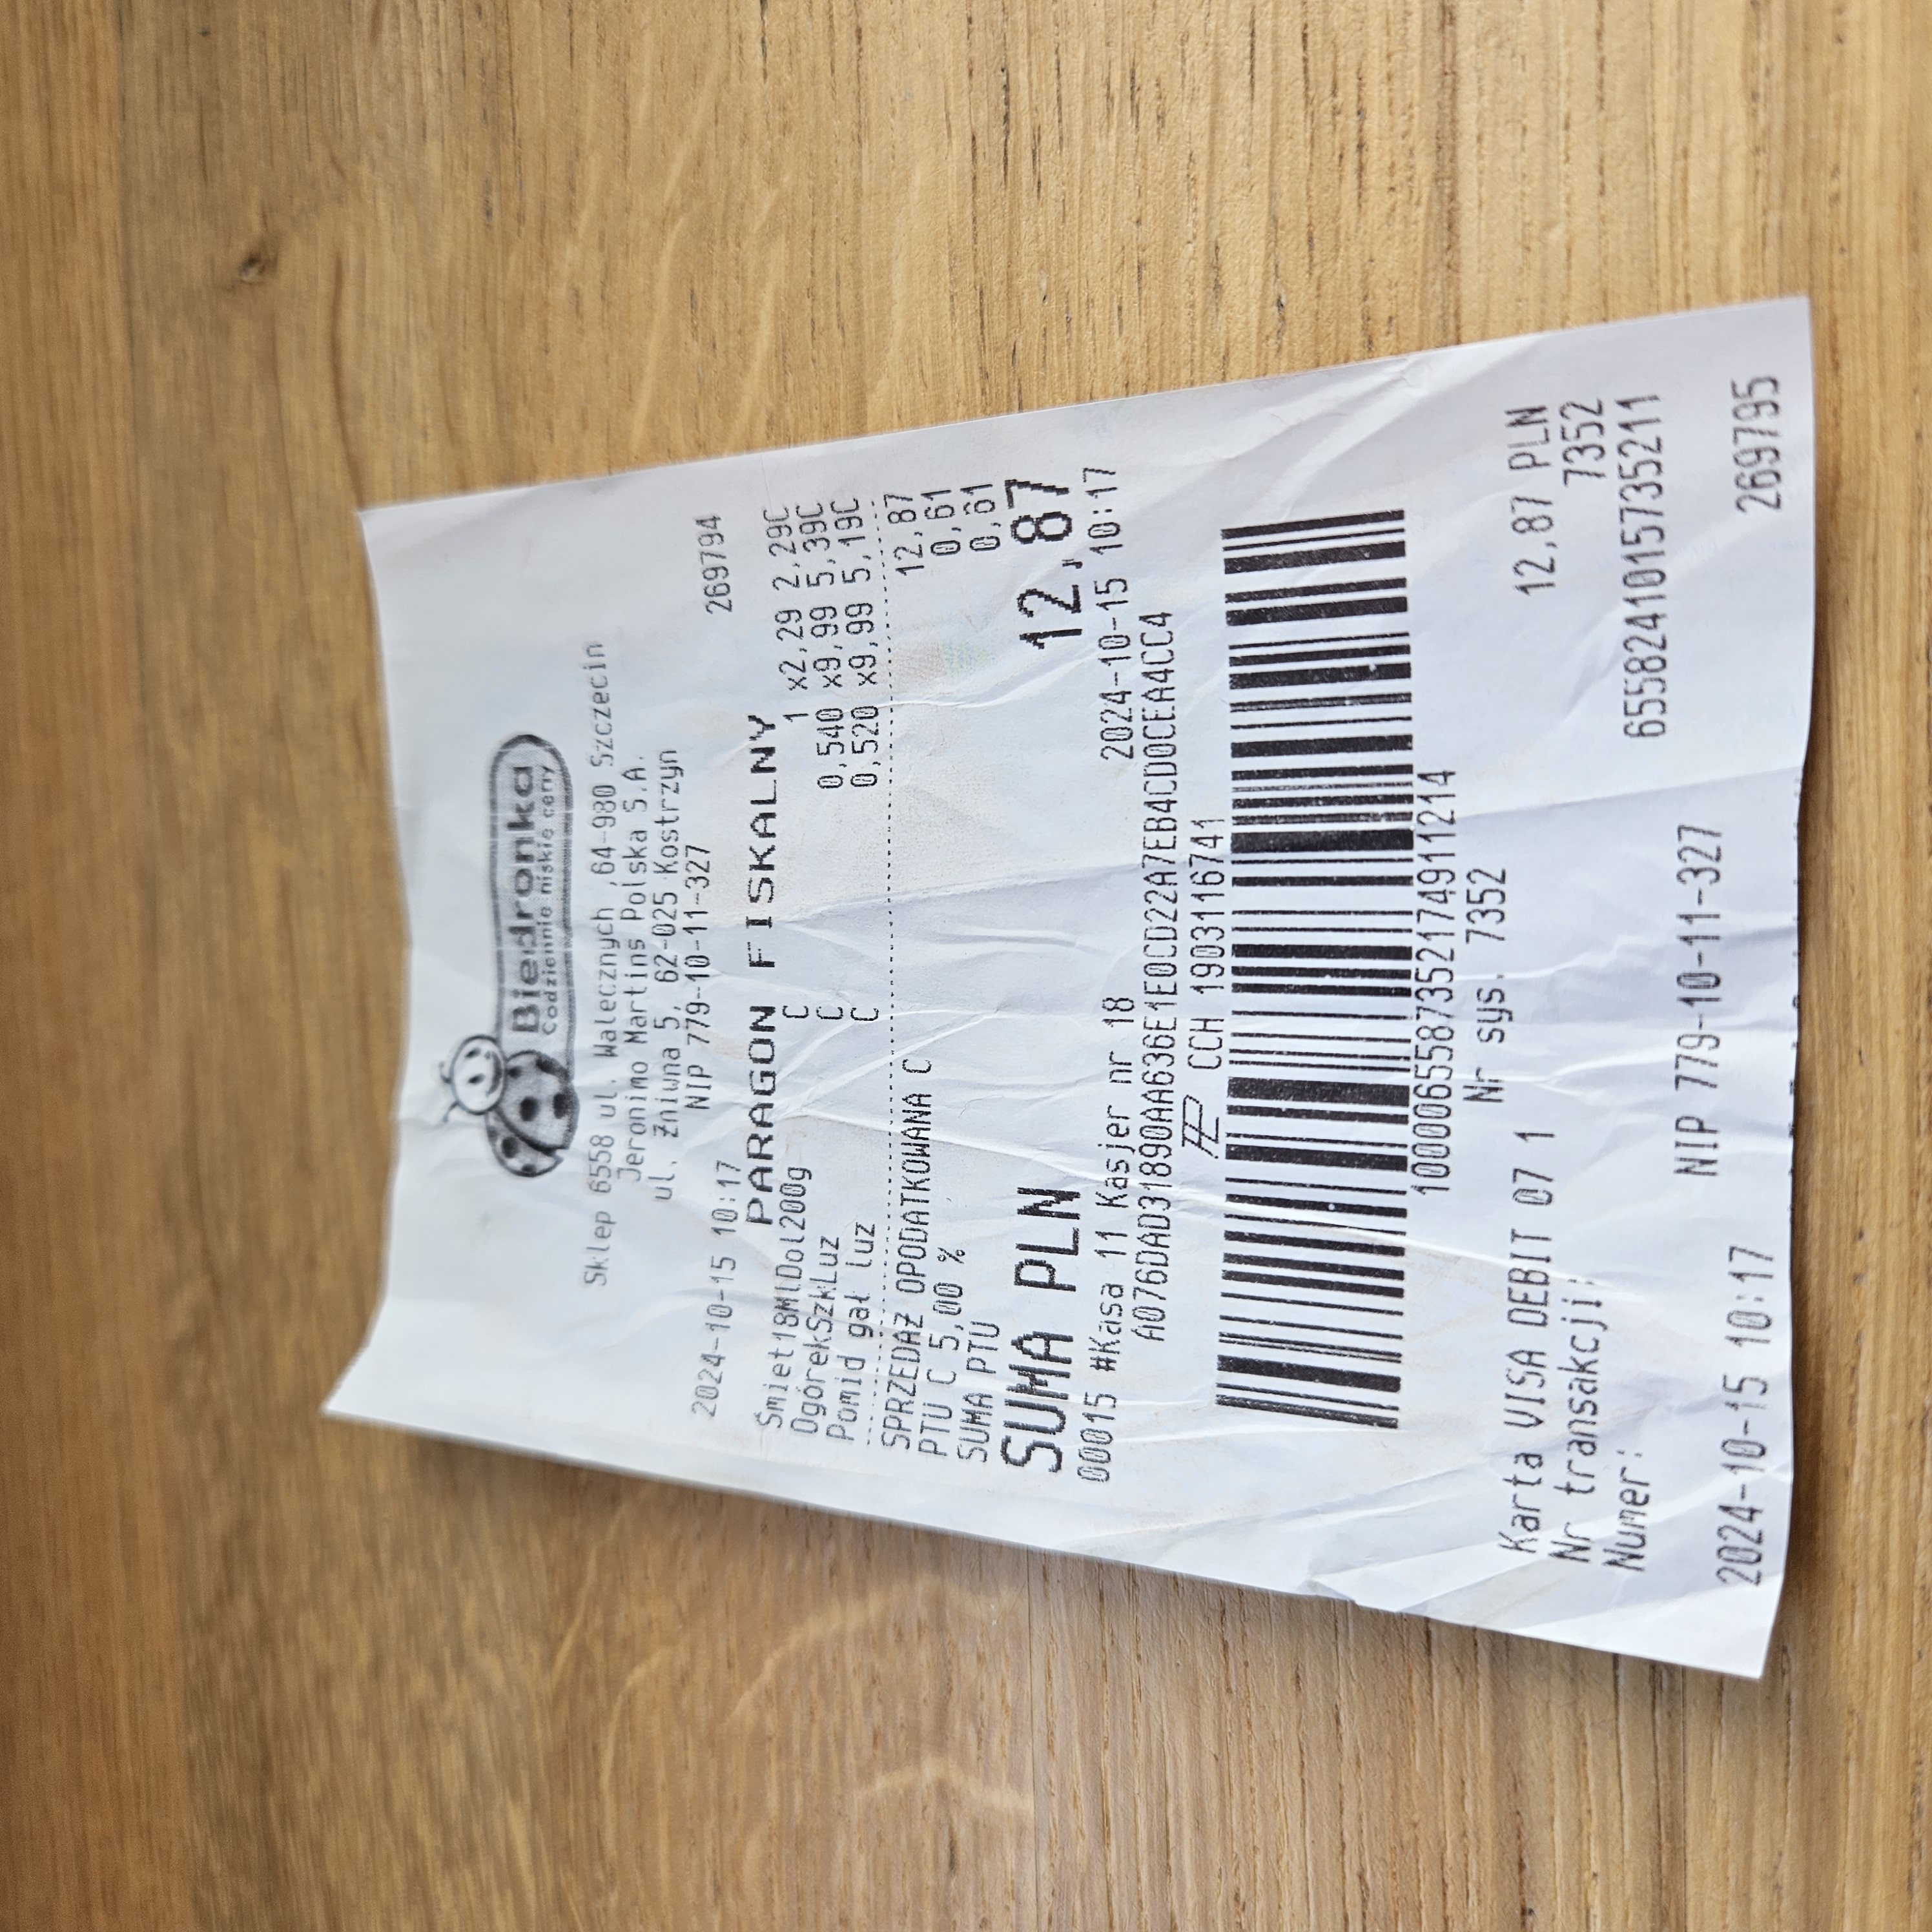 Biedronka
Codziennie niskie ceny
Sklep 6558 ul. Walecznych ,64-980 Szczecin
Jeronimo Martins Polska S.A.
ul. Żniwna 5, 62-025 Kostrzyn
NIP 779-10-11-327
2024-10-15 10:17 269794
PARAGON FISKALNY
Śmiet18MlDol200g C 1 x2,29 2,29C
OgórekSzkLuz C 0,540 x9,99 5,39C
Pomid gał luz C 0,520 x9,99 5,19C
SPRZEDAŻ OPODATKOWANA C 12,87
PTU C 5,00 % 0,61
SUMA PTU 0,61
SUMA PLN 12,87
00015 #Kasa 11 Kasjer nr 18 2024-10-15 10:17
A076DAD31890AA636E1E0CD22A7EB4CD0CEA4CC4
CCH 1903116741
1000065587352174911214
Nr sys. 7352
Karta VISA DEBIT 07 1 12,87 PLN
Nr transakcji: 7352
Numer: 6558241015735211
NIP 779-10-11-327
2024-10-15 10:17 269795